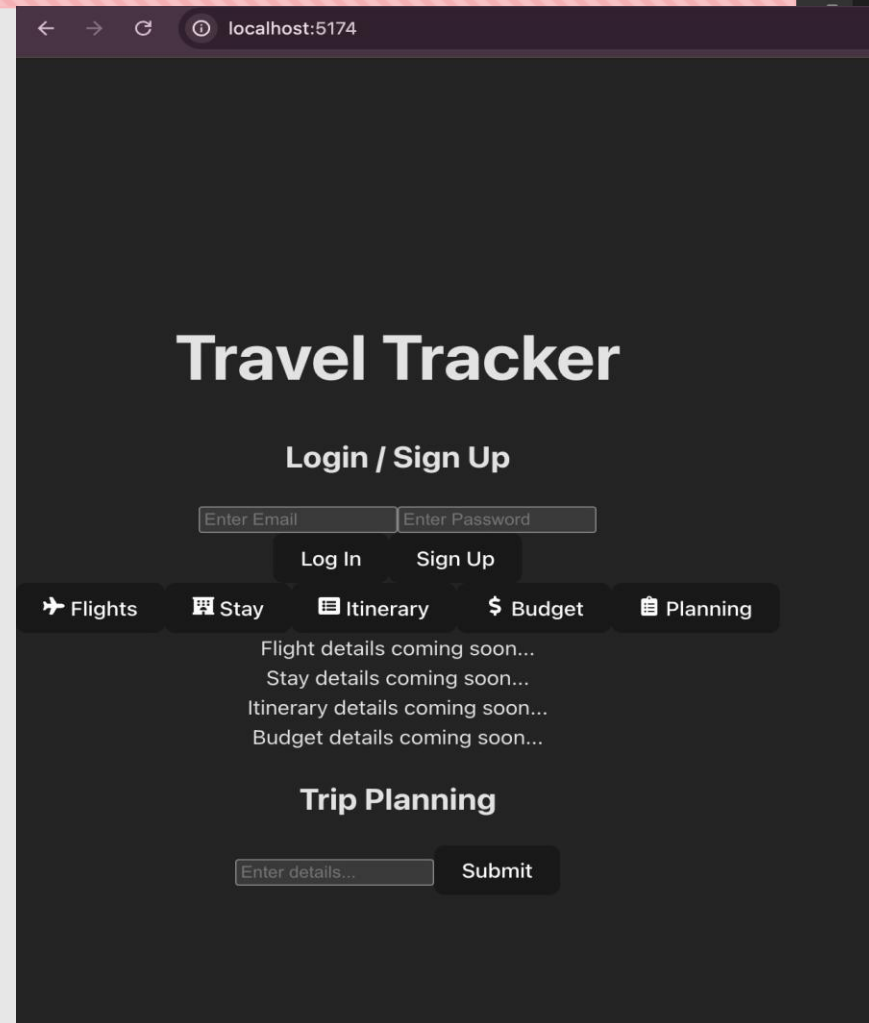 localhost:5174
Travel Tracker
Login / Sign Up
Enter Email Enter Password
Log In Sign Up
Flights Stay Itinerary $ Budget Planning
Flight details coming soon...
Stay details coming soon...
Itinerary details coming soon...
Budget details coming soon...
Trip Planning
Enter details... Submit